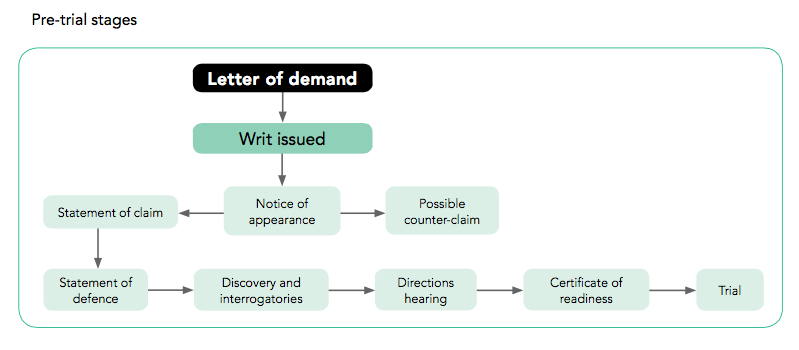 Pre-trial stages
Letter of demand
Writ issued
Statement of claim
Notice of
appearance
Possible
counter-claim
Statement of
defence
Discovery and
interrogatories
Directions
hearing
Certificate of
readiness
Trial